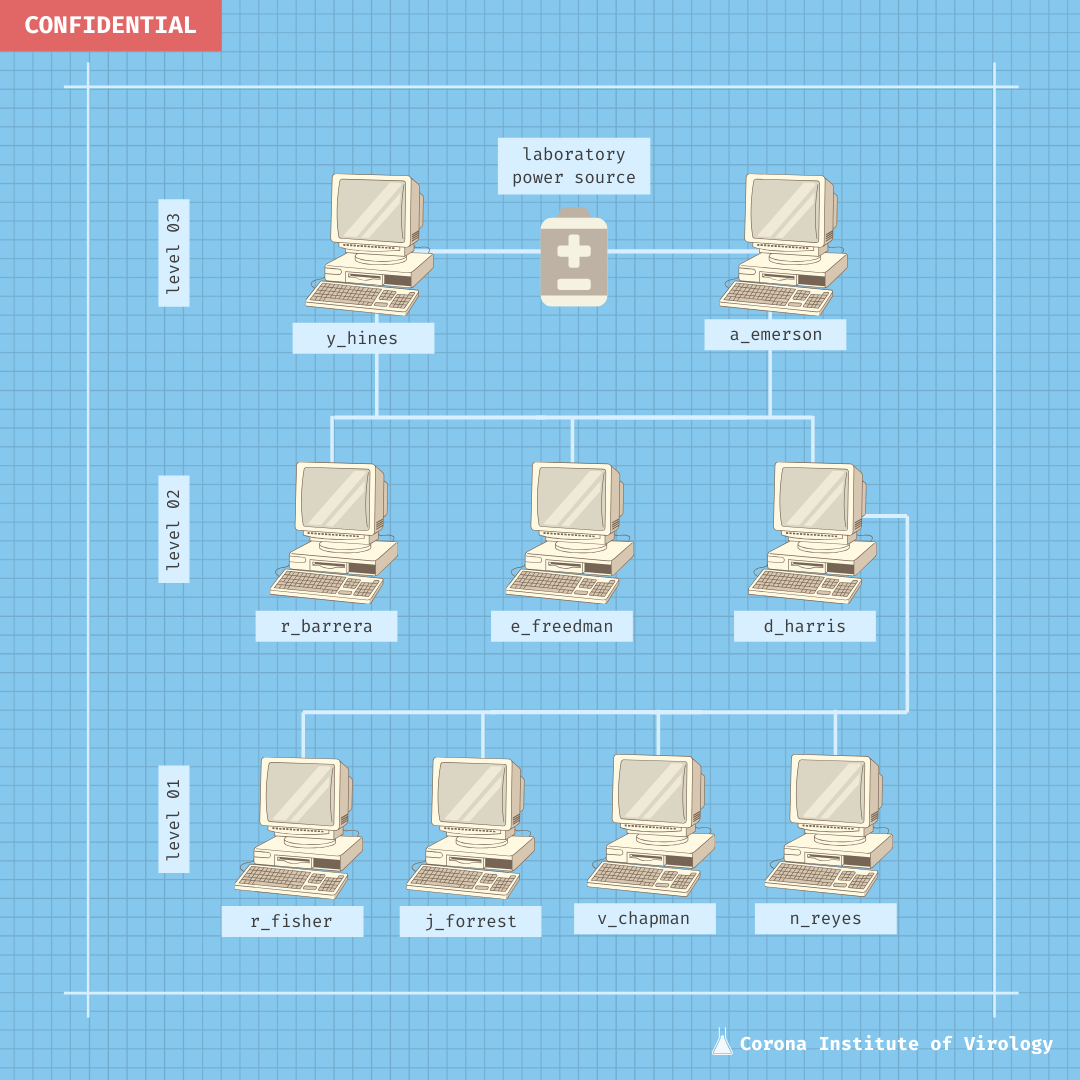 CONFIDENTIAL
laboratory
power source
level 03
y_hines
a_emerson
level 02
r_barrera
e_freedman
d_harris
level 01
r_fisher
j_forrest
v_chapman
n_reyes
Corona Institute of Virology